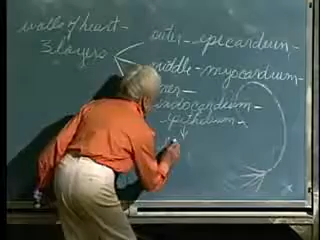 walls of heart-
3 layers
outer - epicardium -
middle - myocardium -
inner -
endocardium -
epithelium -